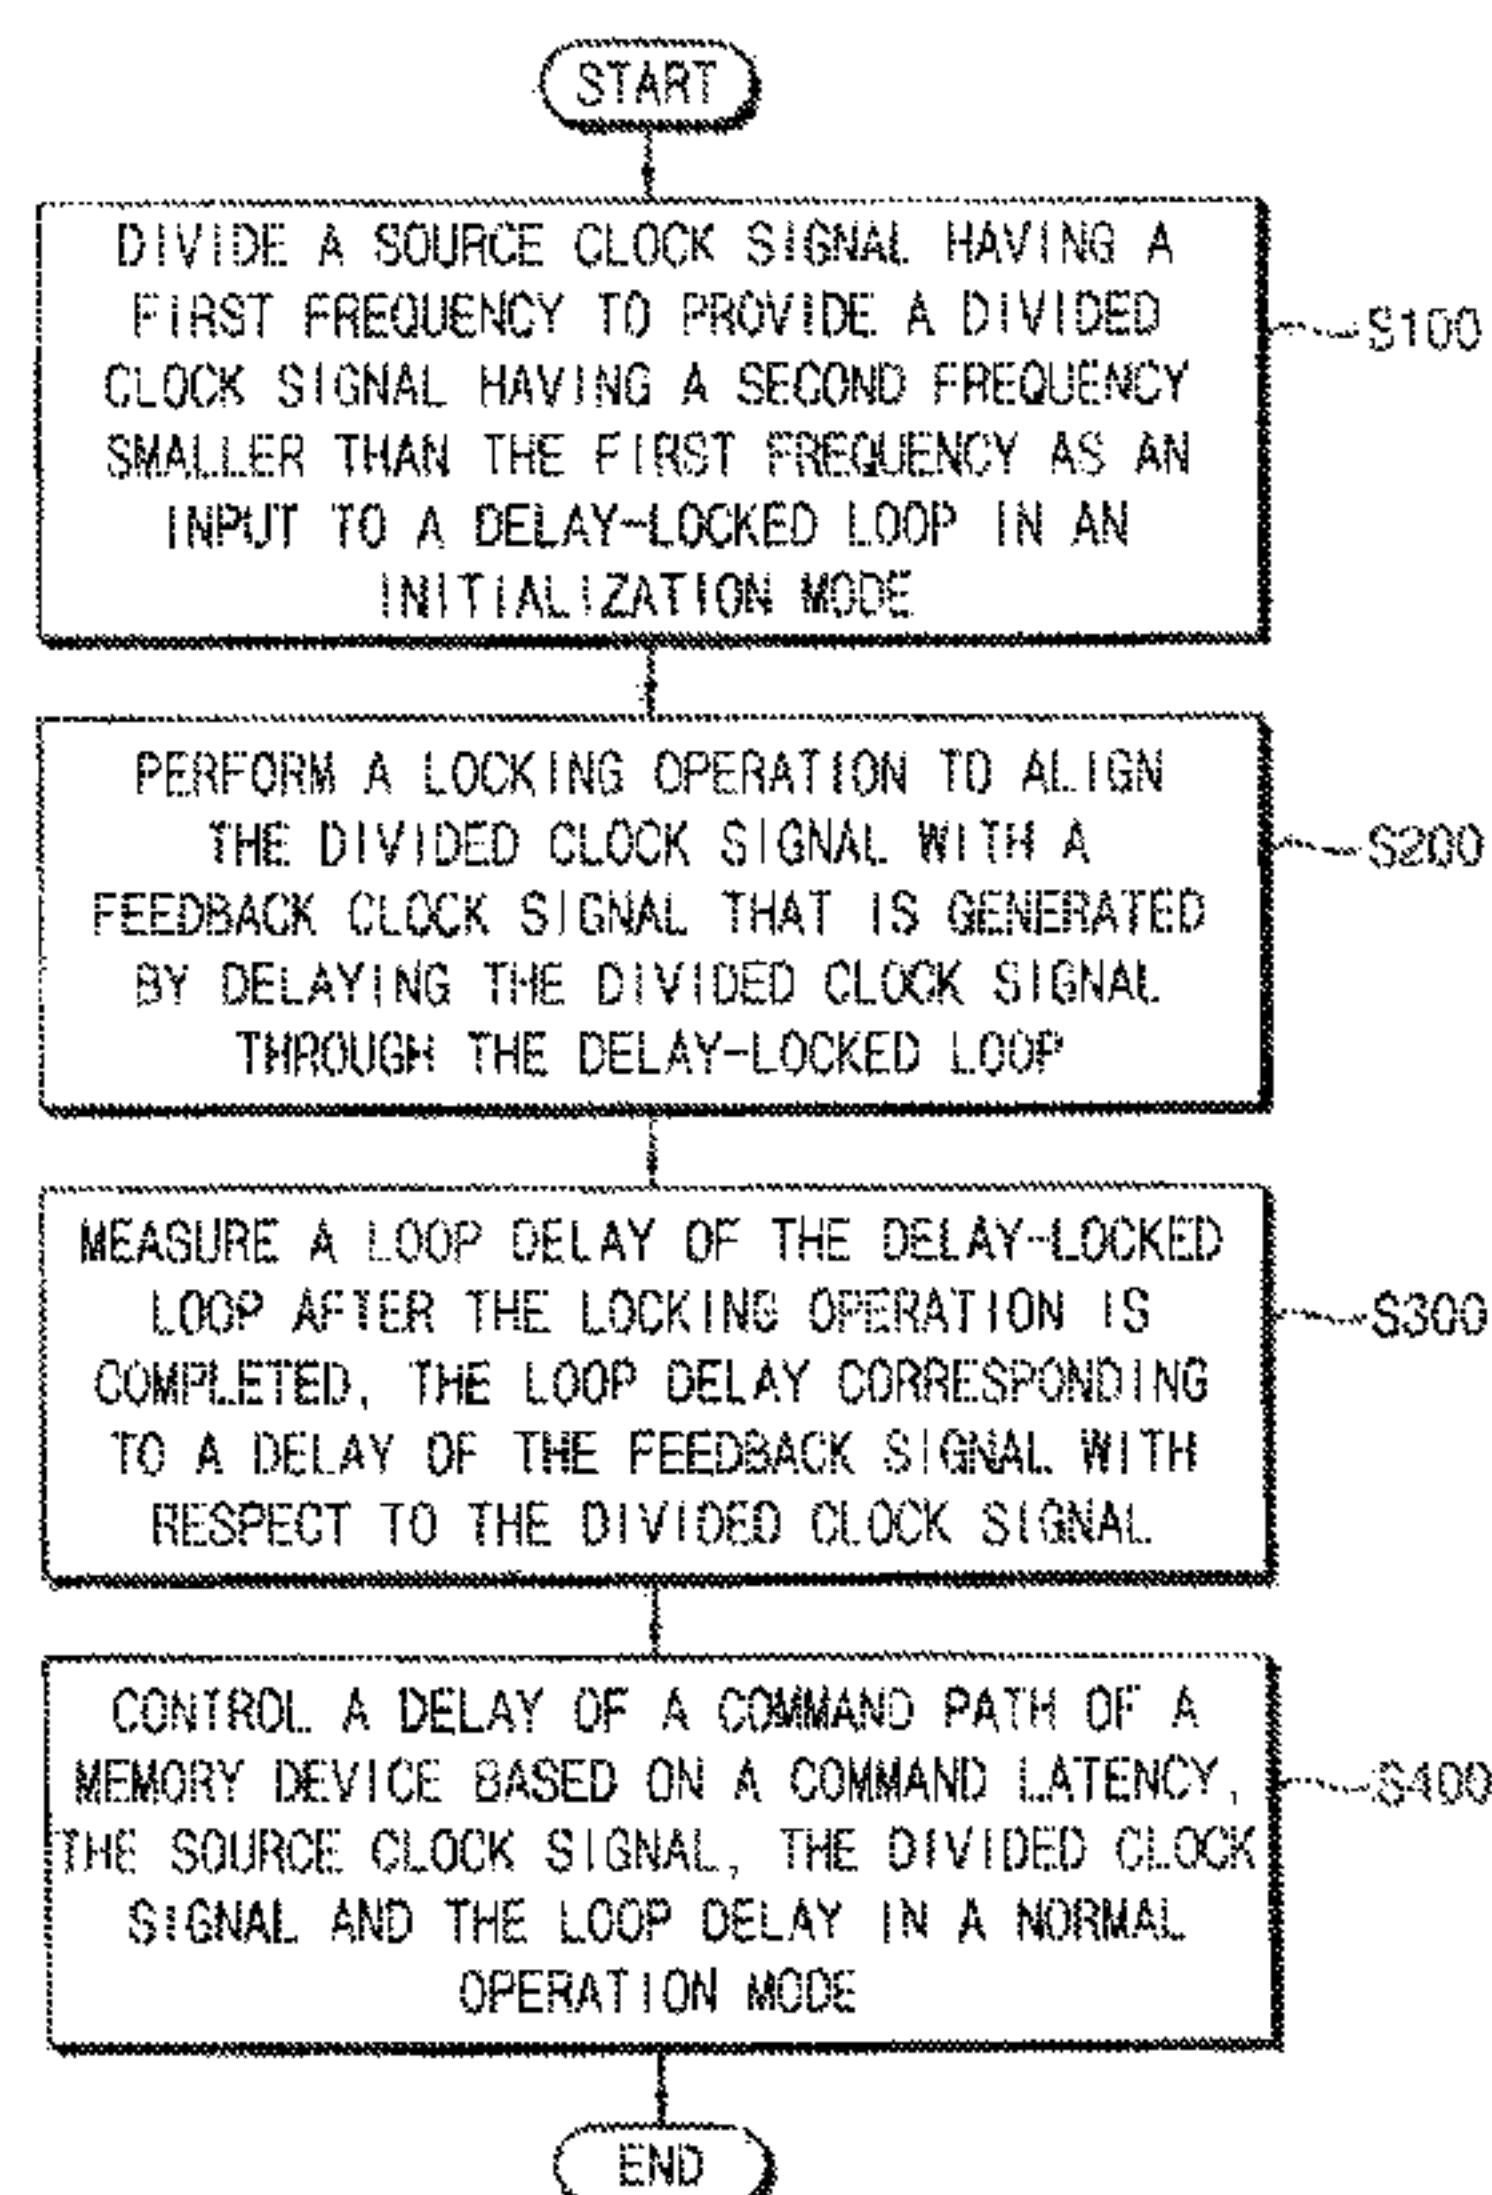 START
DIVIDE A SOURCE CLOCK SIGNAL HAVING A
FIRST FREQUENCY TO PROVIDE A DIVIDED
CLOCK SIGNAL HAVING A SECOND FREQUENCY
SMALLER THAN THE FIRST FREQUENCY AS AN
INPUT TO A DELAY-LOCKED LOOP IN AN
INITIALIZATION MODE
S100
PERFORM A LOCKING OPERATION TO ALIGN
THE DIVIDED CLOCK SIGNAL WITH A
FEEDBACK CLOCK SIGNAL THAT IS GENERATED
BY DELAYING THE DIVIDED CLOCK SIGNAL
THROUGH THE DELAY-LOCKED LOOP
S200
MEASURE A LOOP DELAY OF THE DELAY-LOCKED
LOOP AFTER THE LOCKING OPERATION IS
COMPLETED, THE LOOP DELAY CORRESPONDING
TO A DELAY OF THE FEEDBACK SIGNAL WITH
RESPECT TO THE DIVIDED CLOCK SIGNAL
S300
CONTROL A DELAY OF A COMMAND PATH OF A
MEMORY DEVICE BASED ON A COMMAND LATENCY,
THE SOURCE CLOCK SIGNAL, THE DIVIDED CLOCK
SIGNAL AND THE LOOP DELAY IN A NORMAL
OPERATION MODE
S400
END